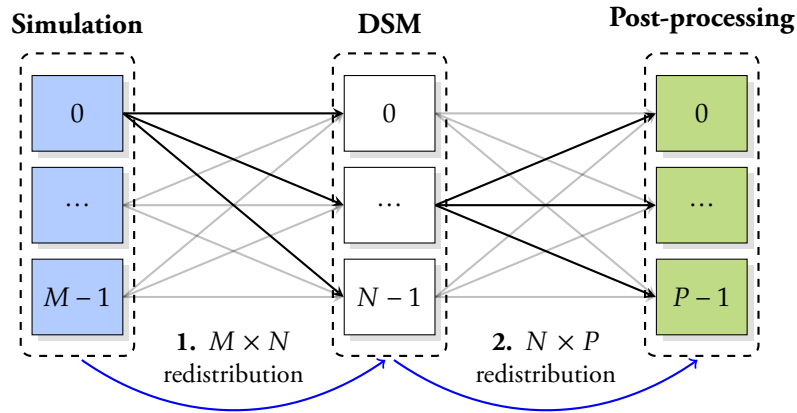 Simulation
DSM
Post-processing
0
0
0
...
...
...
M − 1
N − 1
P − 1
1. M × N
redistribution
2. N × P
redistribution